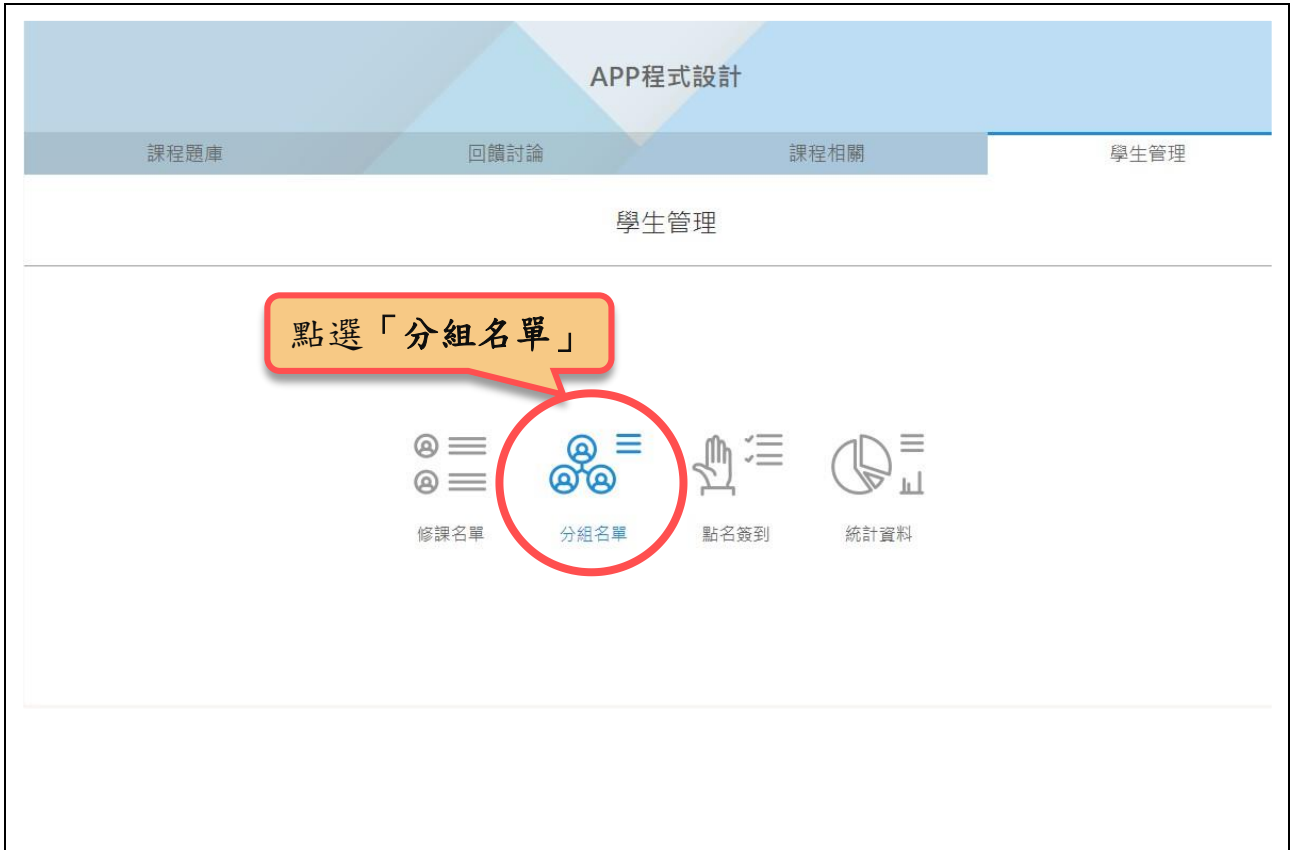 APP程式設計
課程題庫 回饋討論 課程相關 學生管理
學生管理
點選「分組名單」
修課名單 分組名單 點名簽到 統計資料